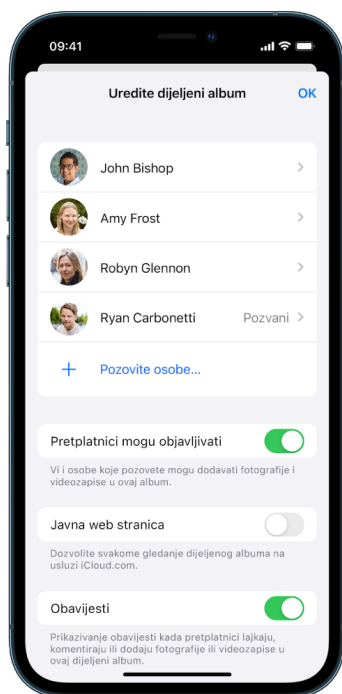 09:41
Uredite dijeljeni album OK
John Bishop
Amy Frost
Robyn Glennon
Ryan Carbonetti Pozvani
Pozovite osobe...
Pretplatnici mogu objavljivati
Vi i osobe koje pozovete mogu dodavati fotografije i
videozapise u ovaj album.
Javna web stranica
Dozvolite svakome gledanje dijeljenog albuma na
usluzi iCloud.com.
Obavijesti
Prikazivanje obavijesti kada pretplatnici lajkaju,
komentiraju ili dodaju fotografije ili videozapise u
ovaj dijeljeni album.